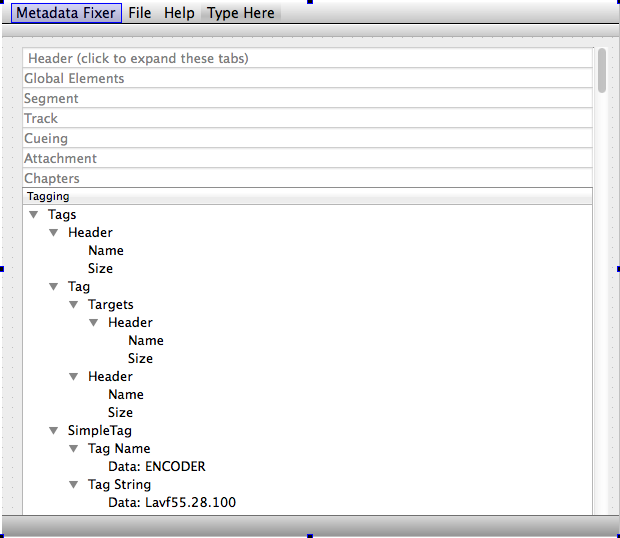 Metadata Fixer File Help Type Here
Header (click to expand these tabs)
Global Elements
Segment
Track
Cueing
Attachment
Chapters
Tagging
Tags
Header
Name
Size
Tag
Targets
Header
Name
Size
Header
Name
Size
SimpleTag
Tag Name
Data: ENCODER
Tag String
Data: Lavf55.28.100